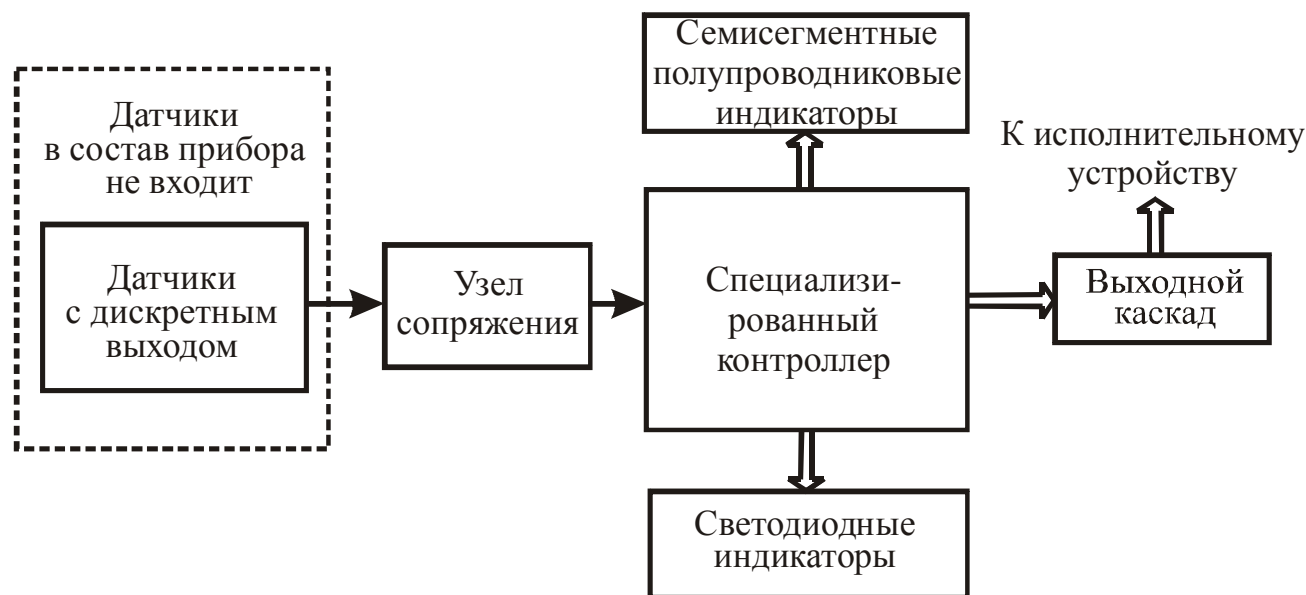 Датчики
в состав прибора
не входит
Датчики
с дискретным
выходом
Узел
сопряжения
Семисегментные
полупроводниковые
индикаторы
Специализи-
рованный
контроллер
Светодиодные
индикаторы
К исполнительному
устройству
Выходной
каскад